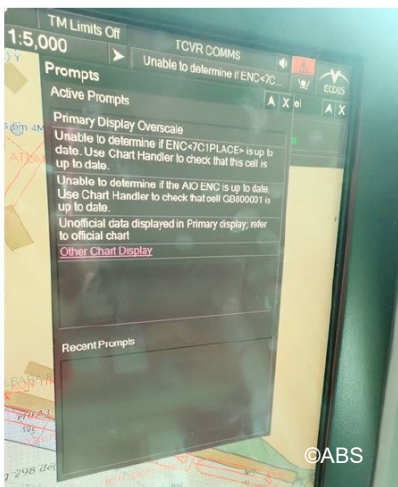 TM Limits Off
1:5,000
TCVR COMMS
Unable to determine if ENC<7C...
ECDIS
Prompts
Active Prompts
A X
A X
Primary Display Overscale
Unable to determine if ENC<7C1PLACE> is up to
date. Use Chart Handler to check that this cell is
up to date.
Unable to determine if the AIO ENC is up to date
Use Chart Handler to check that cell GB800001 is
up to date.
Unofficial data displayed in Primary display; refer
to official chart
Other Chart Display
Recent Prompts
©ABS